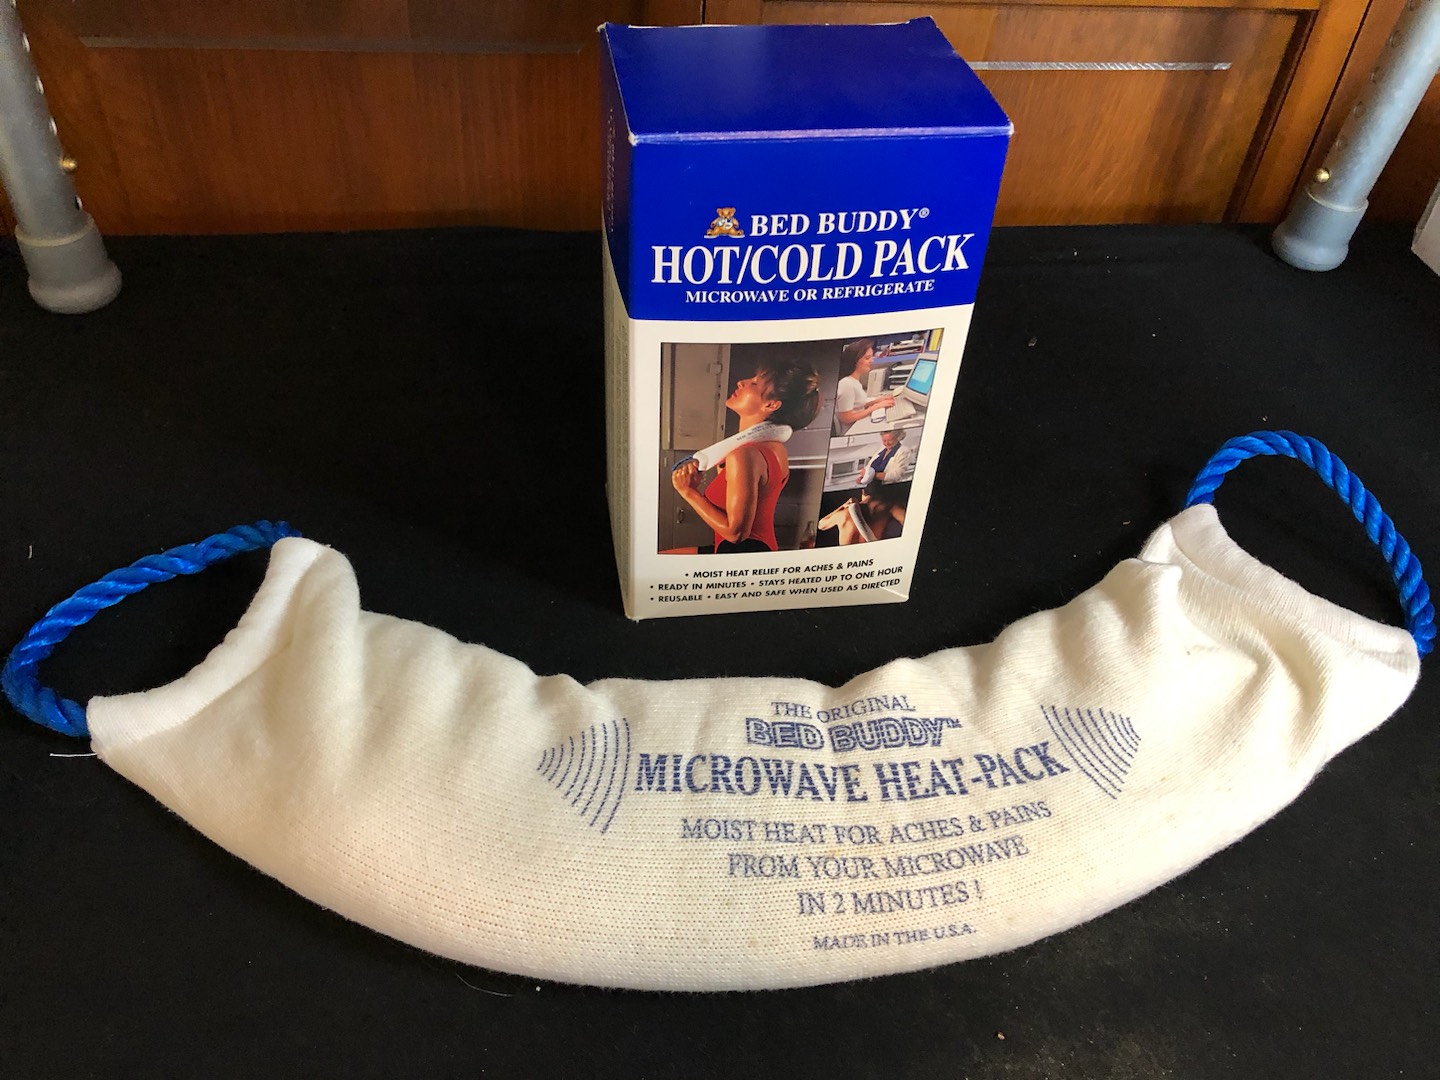 BED BUDDY®
HOT/COLD PACK
MICROWAVE OR REFRIGERATE
• MOIST HEAT RELIEF FOR ACHES & PAINS
• READY IN MINUTES • STAYS HEATED UP TO ONE HOUR
• REUSABLE • EASY AND SAFE WHEN USED AS DIRECTED
THE ORIGINAL
BED BUDDY™
MICROWAVE HEAT-PACK
MOIST HEAT FOR ACHES & PAINS
FROM YOUR MICROWAVE
IN 2 MINUTES!
MADE IN THE U.S.A.